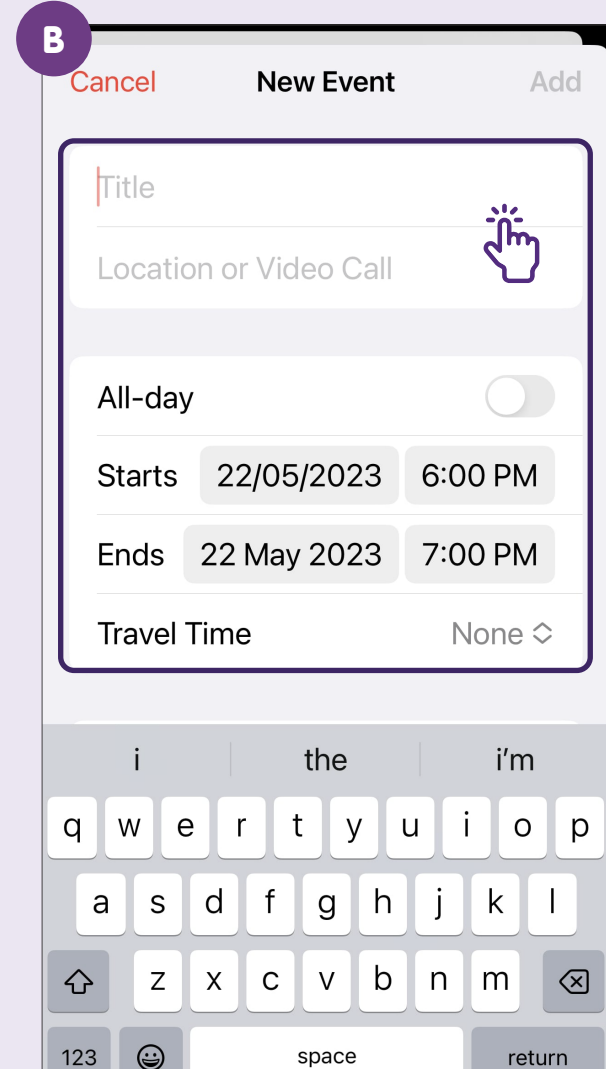 B
Cancel New Event Add
Title
Location or Video Call
All-day
Starts 22/05/2023 6:00 PM
Ends 22 May 2023 7:00 PM
Travel Time None
i the i'm
q w e r t y u i o p
a s d f g h j k l
z x c v b n m
123 space return